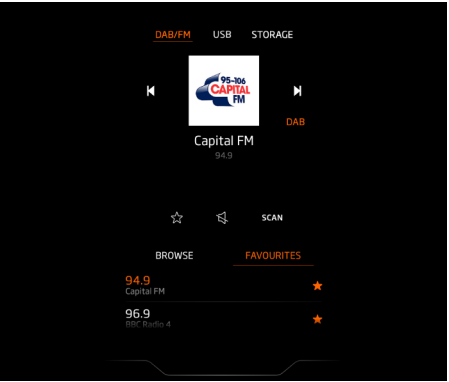 DAB/FM USB STORAGE
95-106
CAPITAL
FM
DAB
Capital FM
94.9
SCAN
BROWSE FAVOURITES
94.9
Capital FM
96.9
BBC Radio 4